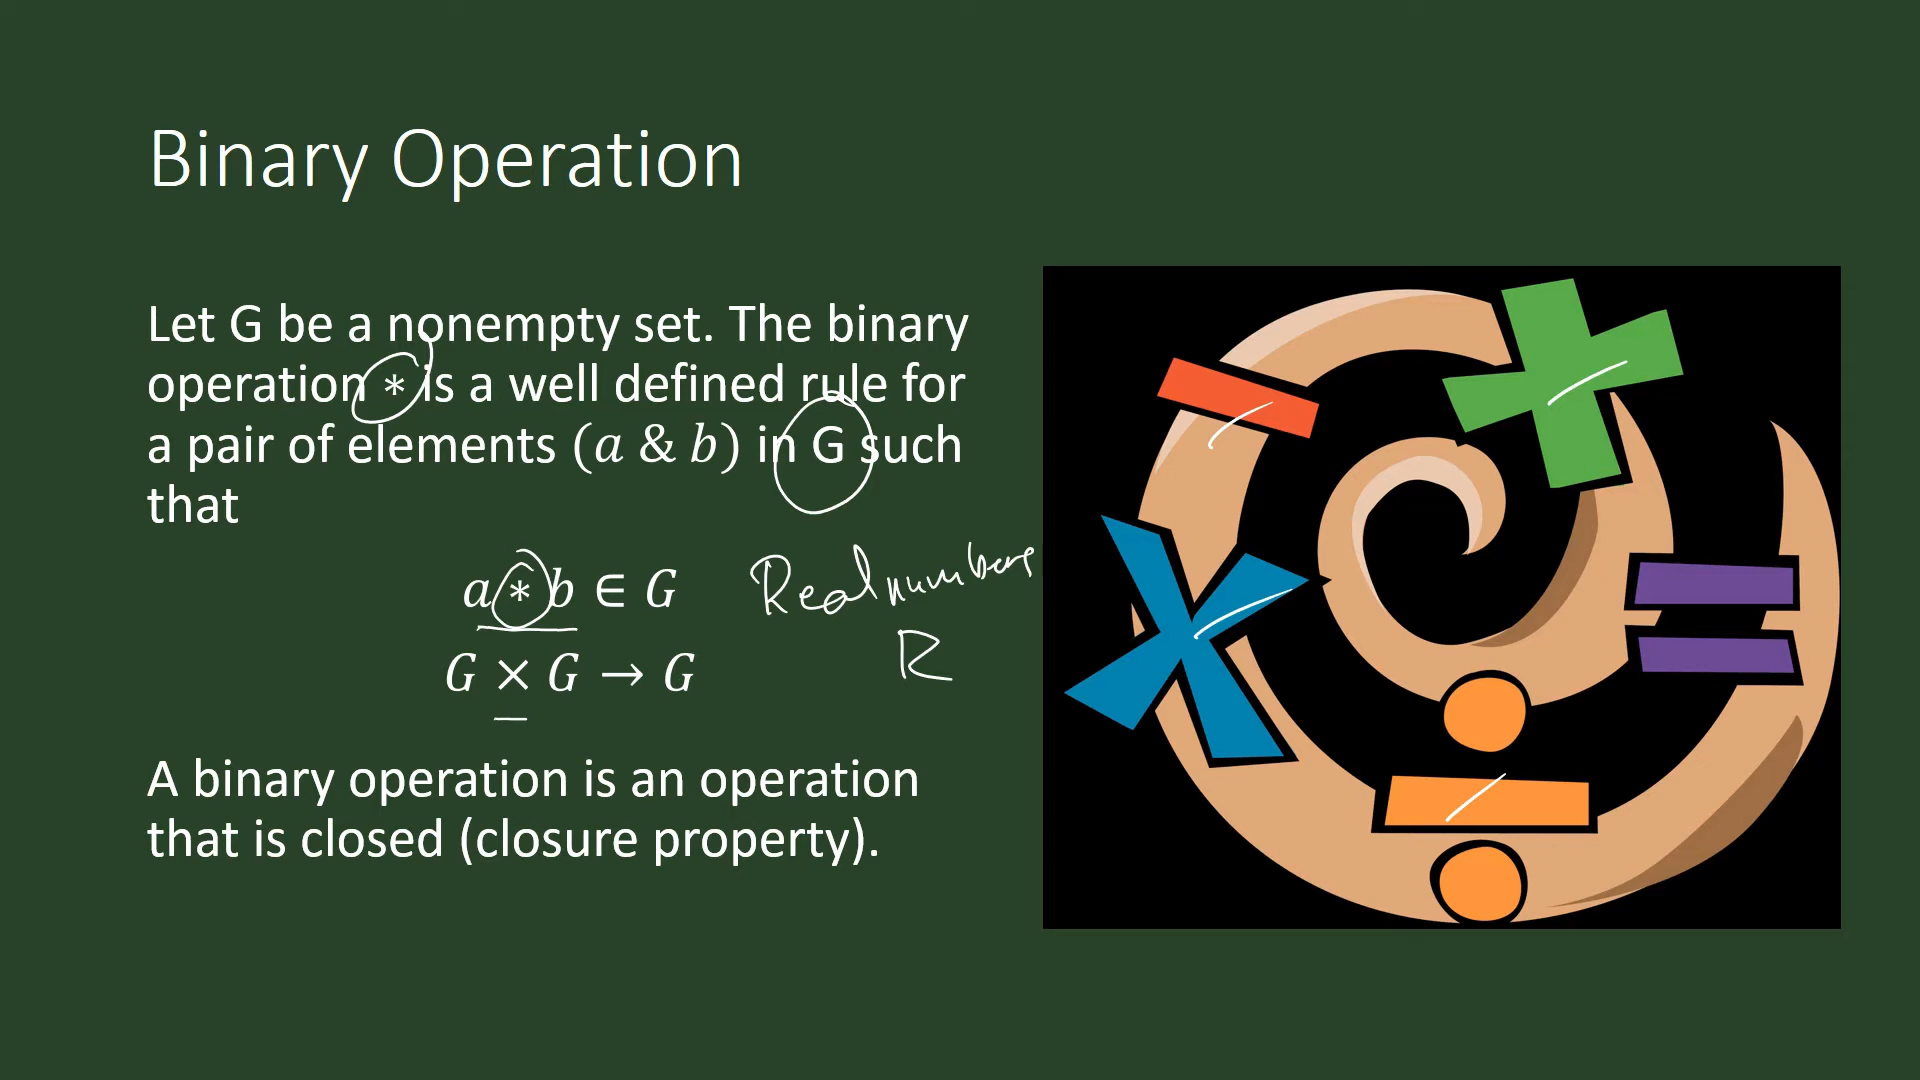 Binary Operation
Let G be a nonempty set. The binary
operation ∗ is a well defined rule for
a pair of elements (a & b) in G such
that
a ∗ b ∈ G
G × G → G
Real numbers
R
A binary operation is an operation
that is closed (closure property).